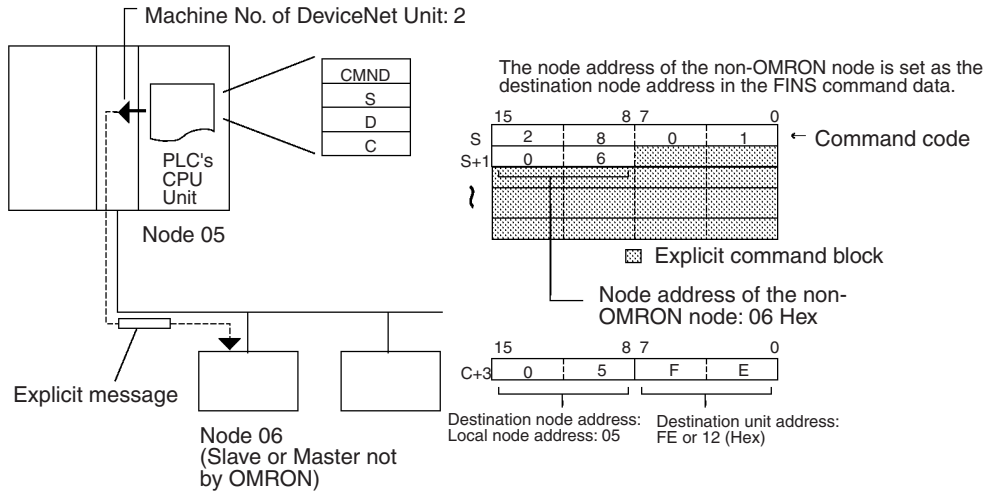 Machine No. of DeviceNet Unit: 2
CMND
S
D
C
PLC's
CPU
Unit
Node 05
Explicit message
Node 06
(Slave or Master not
by OMRON)
The node address of the non-OMRON node is set as the
destination node address in the FINS command data.
15 8 7 0
S 2 8 0 1 ← Command code
S+1 0 6
~
Explicit command block
Node address of the non-
OMRON node: 06 Hex
15 8 7 0
C+3 0 5 F E
Destination node address:
Local node address: 05
Destination unit address:
FE or 12 (Hex)